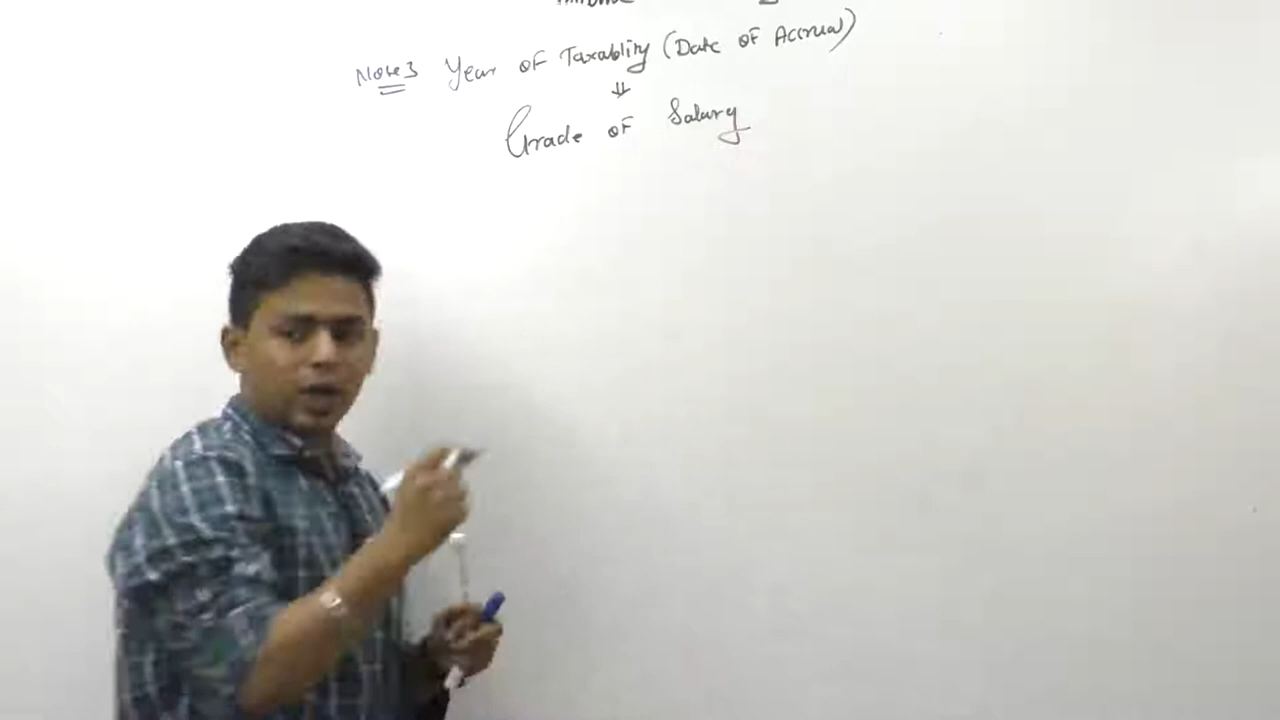 Note 3 Year of Taxablity (Date of Accrual)
⇓
Grade of Salary